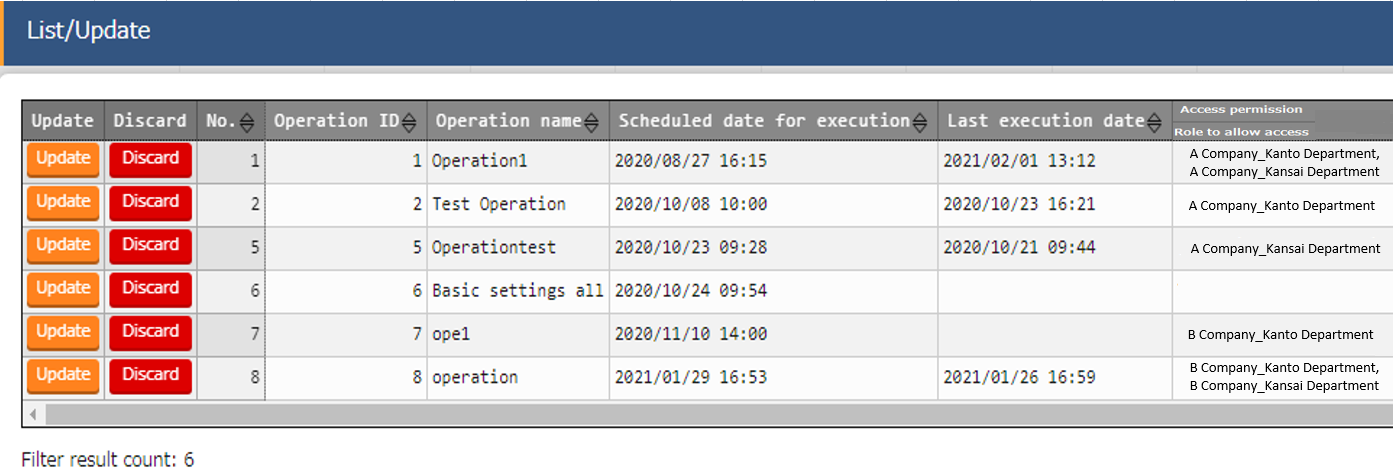 List/Update
Update Discard No. Operation ID Operation name Scheduled date for execution Last execution date Access permission
Role to allow access
Update Discard 1 1 Operation1 2020/08/27 16:15 2021/02/01 13:12 A Company_Kanto Department,
A Company_Kansai Department
Update Discard 2 2 Test Operation 2020/10/08 10:00 2020/10/23 16:21 A Company_Kanto Department
Update Discard 5 5 Operationtest 2020/10/23 09:28 2020/10/21 09:44 A Company_Kansai Department
Update Discard 6 6 Basic settings all 2020/10/24 09:54
Update Discard 7 7 ope1 2020/11/10 14:00 B Company_Kanto Department
Update Discard 8 8 operation 2021/01/29 16:53 2021/01/26 16:59 B Company_Kanto Department,
B Company_Kansai Department
Filter result count: 6